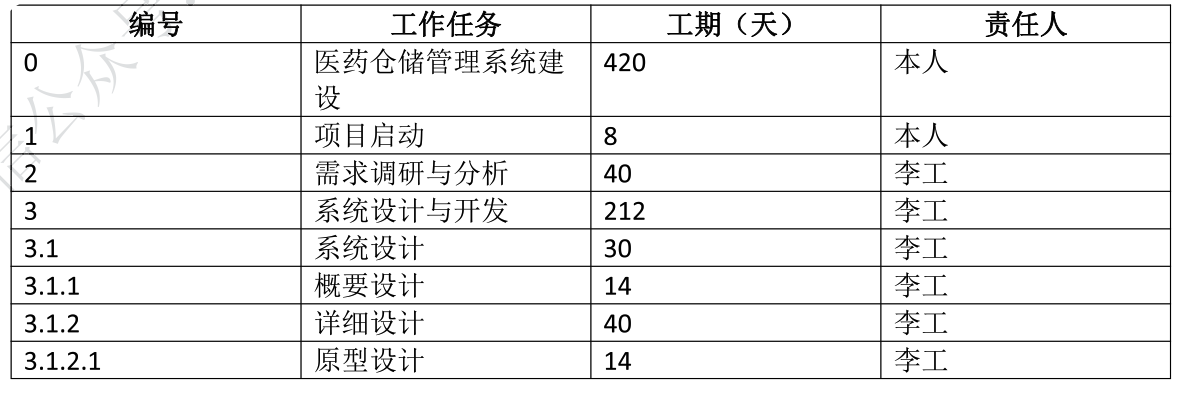 编号 工作任务 工期（天） 责任人
0 医药仓储管理系统建 420 本人
设
1 项目启动 8 本人
2 需求调研与分析 40 李工
3 系统设计与开发 212 李工
3.1 系统设计 30 李工
3.1.1 概要设计 14 李工
3.1.2 详细设计 40 李工
3.1.2.1 原型设计 14 李工
信公众号